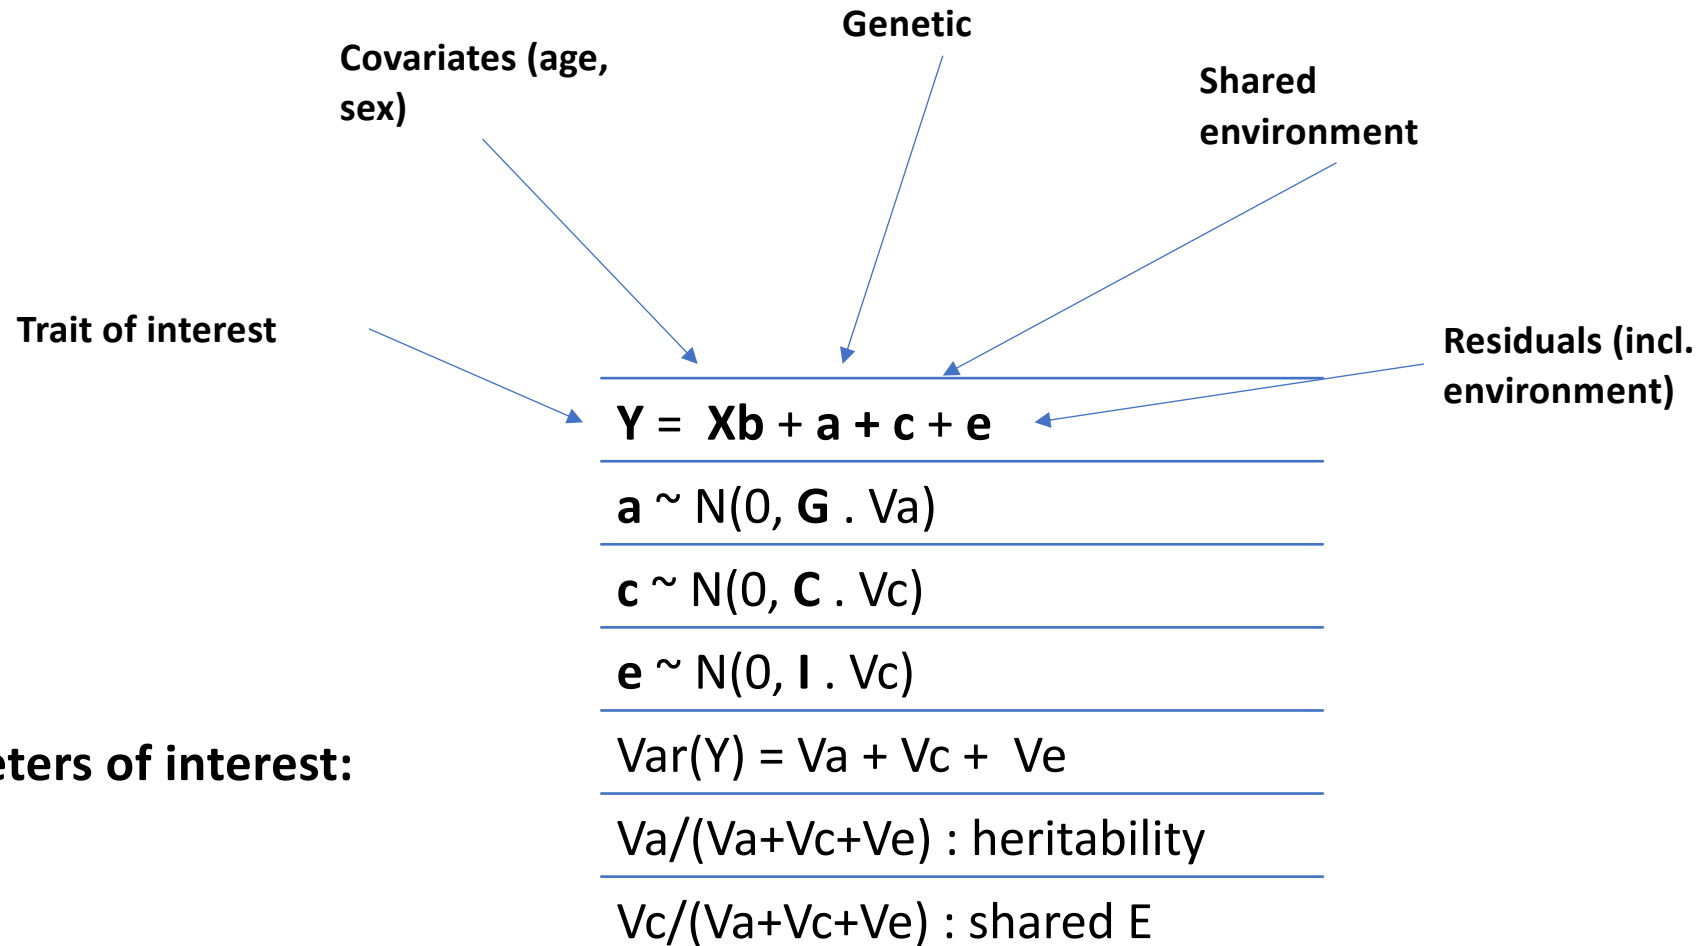 Genetic
Covariates (age,
sex)
Shared
environment
Trait of interest
Residuals (incl.
environment)
Y = Xb + a + c + e
a ~ N(0, G . Va)
c ~ N(0, C . Vc)
e ~ N(0, I . Vc)
eters of interest:
Var(Y) = Va + Vc + Ve
Va/(Va+Vc+Ve) : heritability
Vc/(Va+Vc+Ve) : shared E